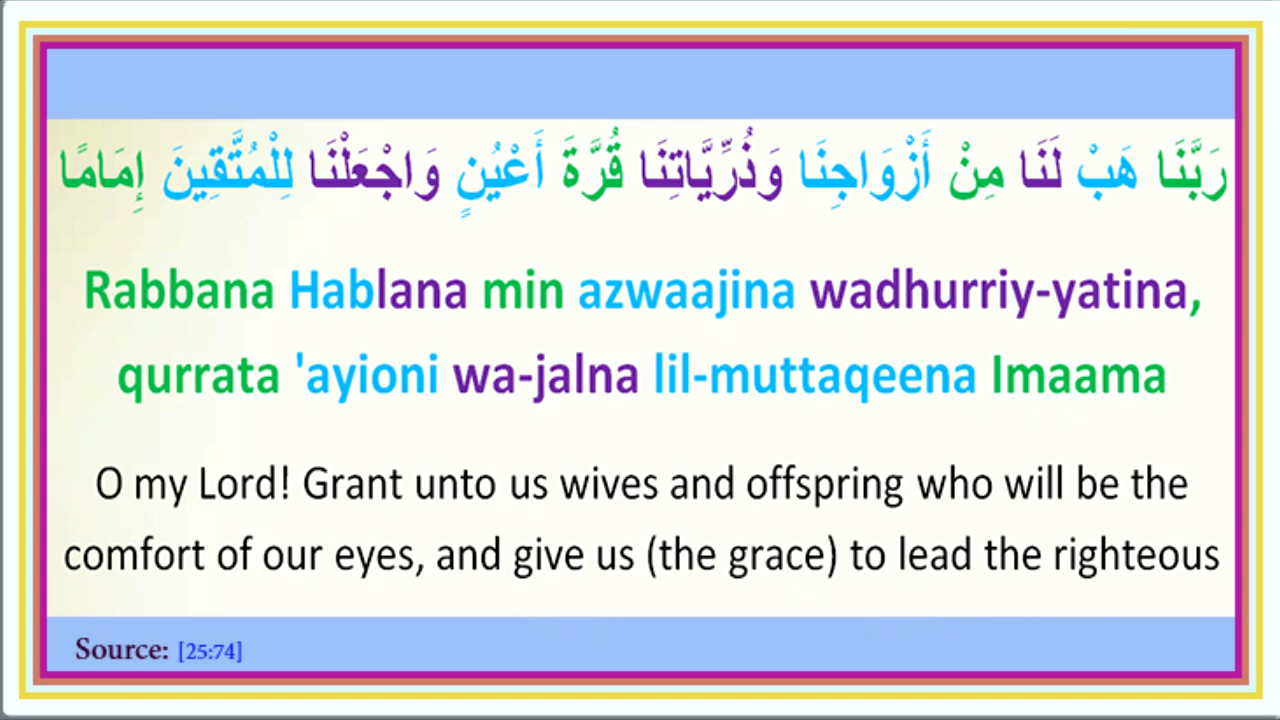 رَبَّنَا هَبْ لَنَا مِنْ أَزْوَاجِنَا وَذُرِّيَّاتِنَا قُرَّةَ أَعْيُنٍ وَاجْعَلْنَا لِلْمُتَّقِينَ إِمَامًا
Rabbana Hablana min azwaajina wadhurriy-yatina,
qurrata 'ayioni wa-jalna lil-muttaqeena Imaama
O my Lord! Grant unto us wives and offspring who will be the
comfort of our eyes, and give us (the grace) to lead the righteous
Source: [25:74]